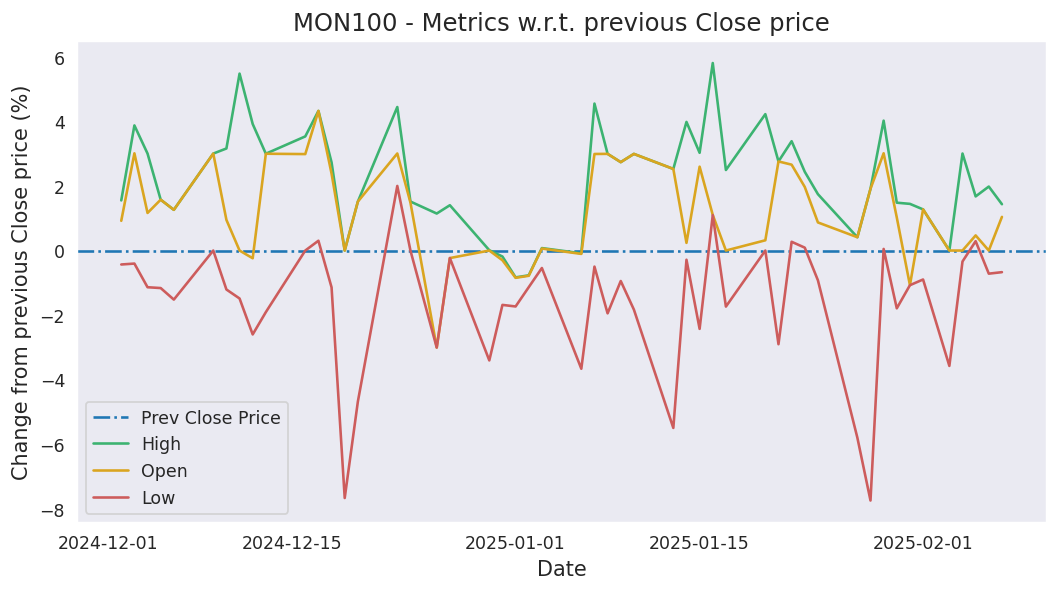 MON100 - Metrics w.r.t. previous Close price
Change from previous Close price (%)
6
4
2
0
−2
−4
−6
−8
Prev Close Price
High
Open
Low
2024-12-01
2024-12-15
2025-01-01
2025-01-15
2025-02-01
Date